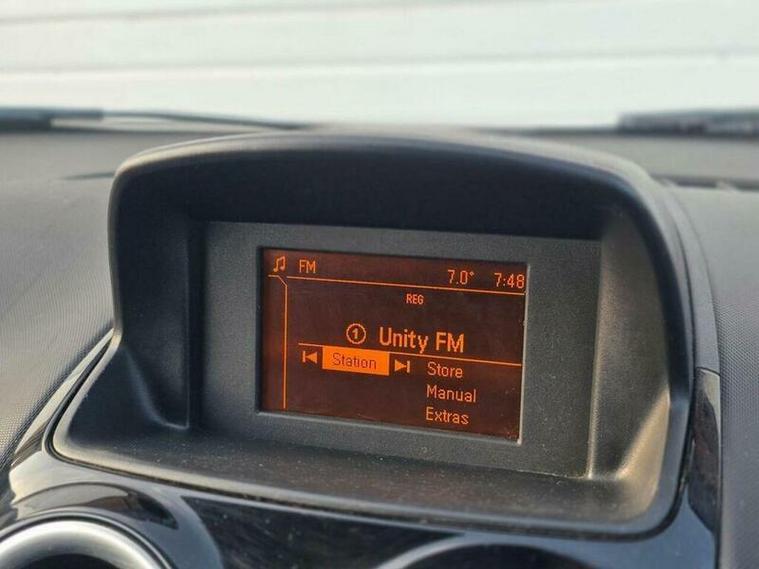 FM 7.0° 7:48
REG
① Unity FM
Station Store
Manual
Extras